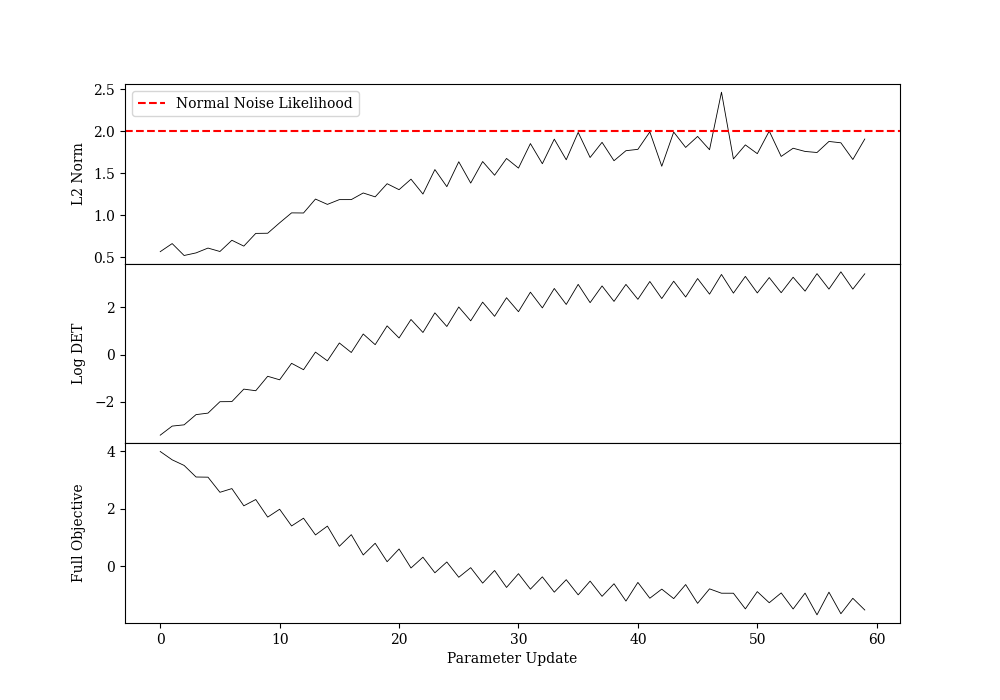 2.5
Normal Noise Likelihood
2.0
1.5
1.0
0.5
L2 Norm
2
0
−2
Log DET
4
2
0
Full Objective
0 10 20 30 40 50 60
Parameter Update